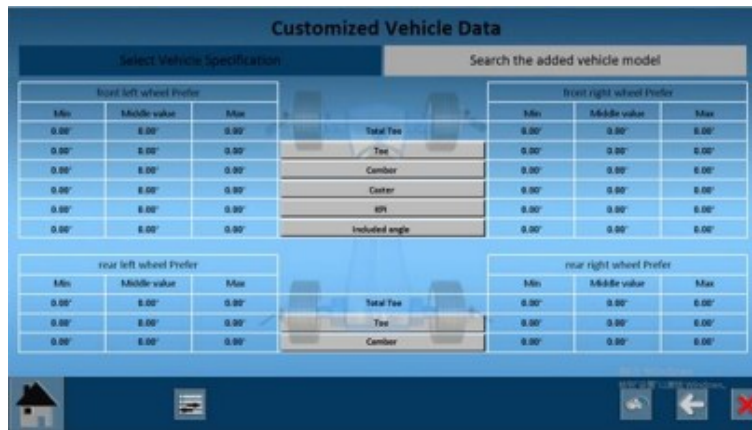 Customized Vehicle Data
Select Vehicle Specification
Search the added vehicle model
front left wheel Prefer
front right wheel Prefer
Min Middle value Max Min Middle value Max
0.00° 0.00° 0.00° Total Toe 0.00° 0.00° 0.00°
0.00° 0.00° 0.00° Toe 0.00° 0.00° 0.00°
0.00° 0.00° 0.00° Camber 0.00° 0.00° 0.00°
0.00° 0.00° 0.00° Caster 0.00° 0.00° 0.00°
0.00° 0.00° 0.00° KPI 0.00° 0.00° 0.00°
0.00° 0.00° 0.00° Included angle 0.00° 0.00° 0.00°
rear left wheel Prefer
rear right wheel Prefer
Min Middle value Max Min Middle value Max
0.00° 0.00° 0.00° Total Toe 0.00° 0.00° 0.00°
0.00° 0.00° 0.00° Toe 0.00° 0.00° 0.00°
0.00° 0.00° 0.00° Camber 0.00° 0.00° 0.00°